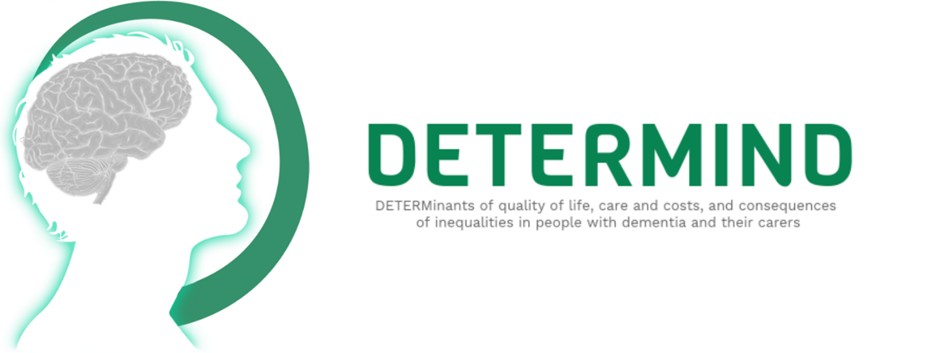 DETERMIND
DETERMinants of quality of life, care and costs, and consequences
of inequalities in people with dementia and their carers